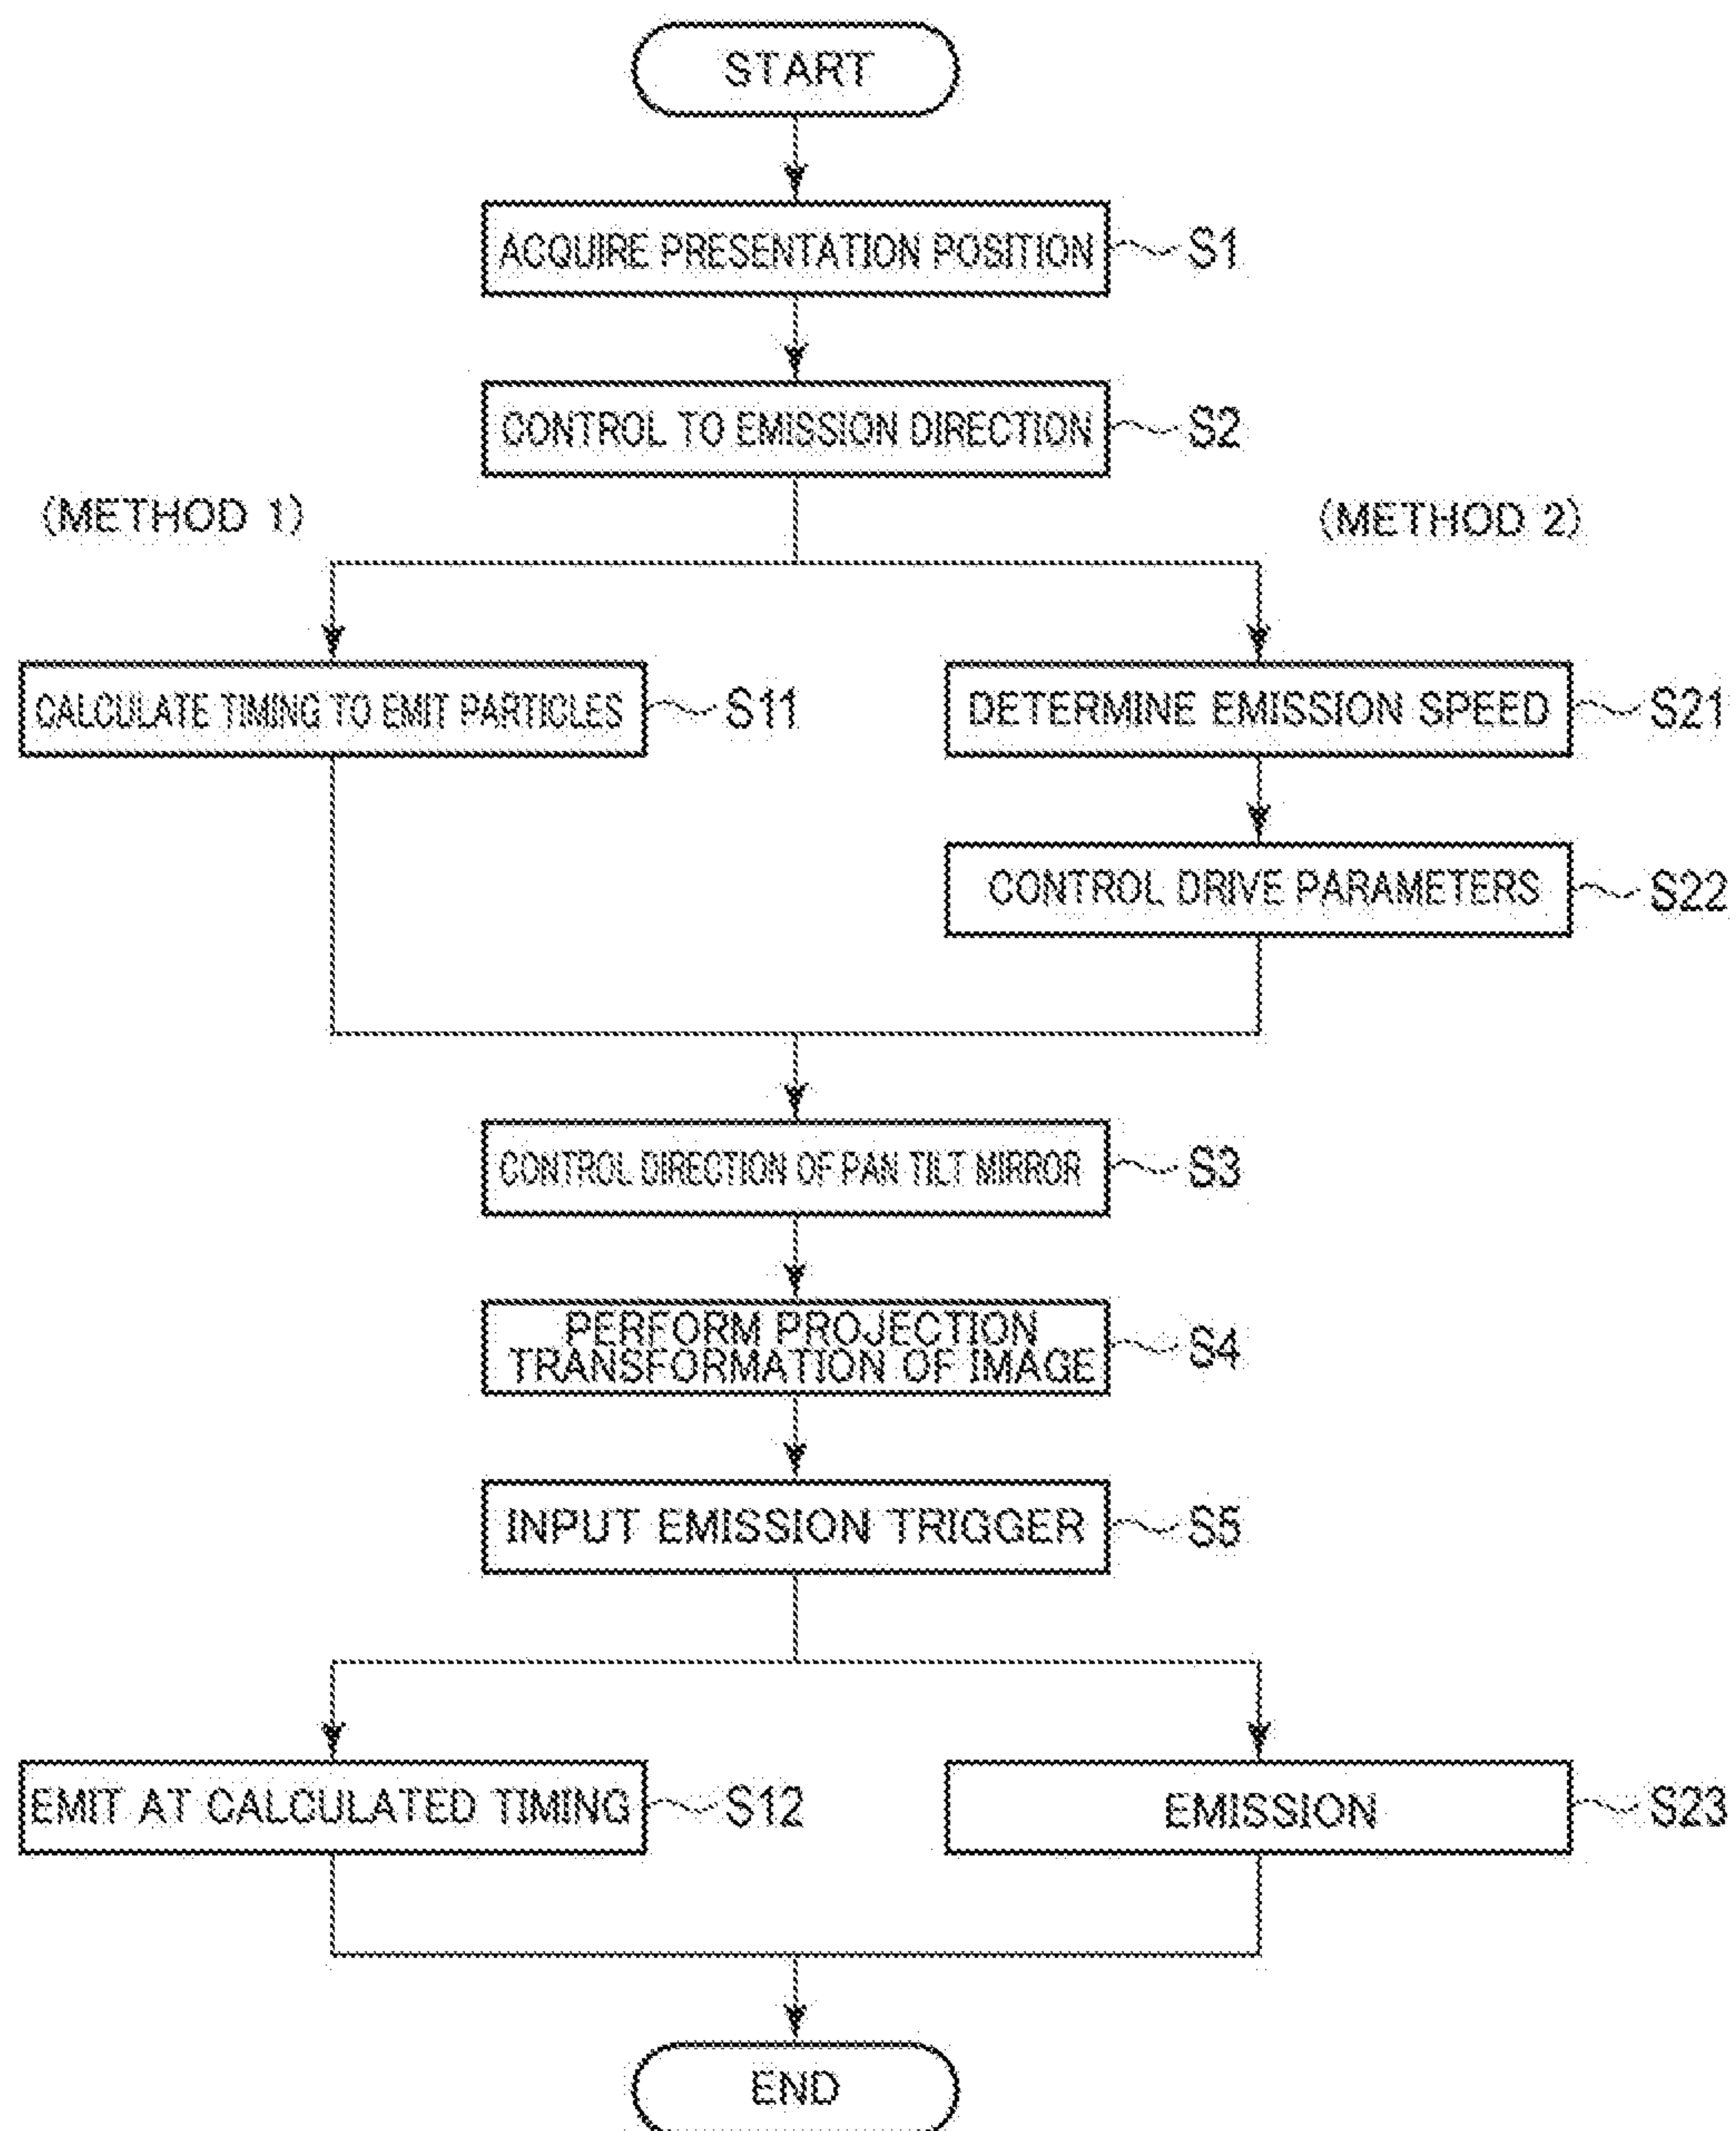 START
ACQUIRE PRESENTATION POSITION S1
CONTROL TO EMISSION DIRECTION S2
(METHOD 1)
(METHOD 2)
CALCULATE TIMING TO EMIT PARTICLES S11
DETERMINE EMISSION SPEED S21
CONTROL DRIVE PARAMETERS S22
CONTROL DIRECTION OF PAN TILT MIRROR S3
PERFORM PROJECTION
TRANSFORMATION OF IMAGE S4
INPUT EMISSION TRIGGER S5
EMIT AT CALCULATED TIMING S12
EMISSION S23
END